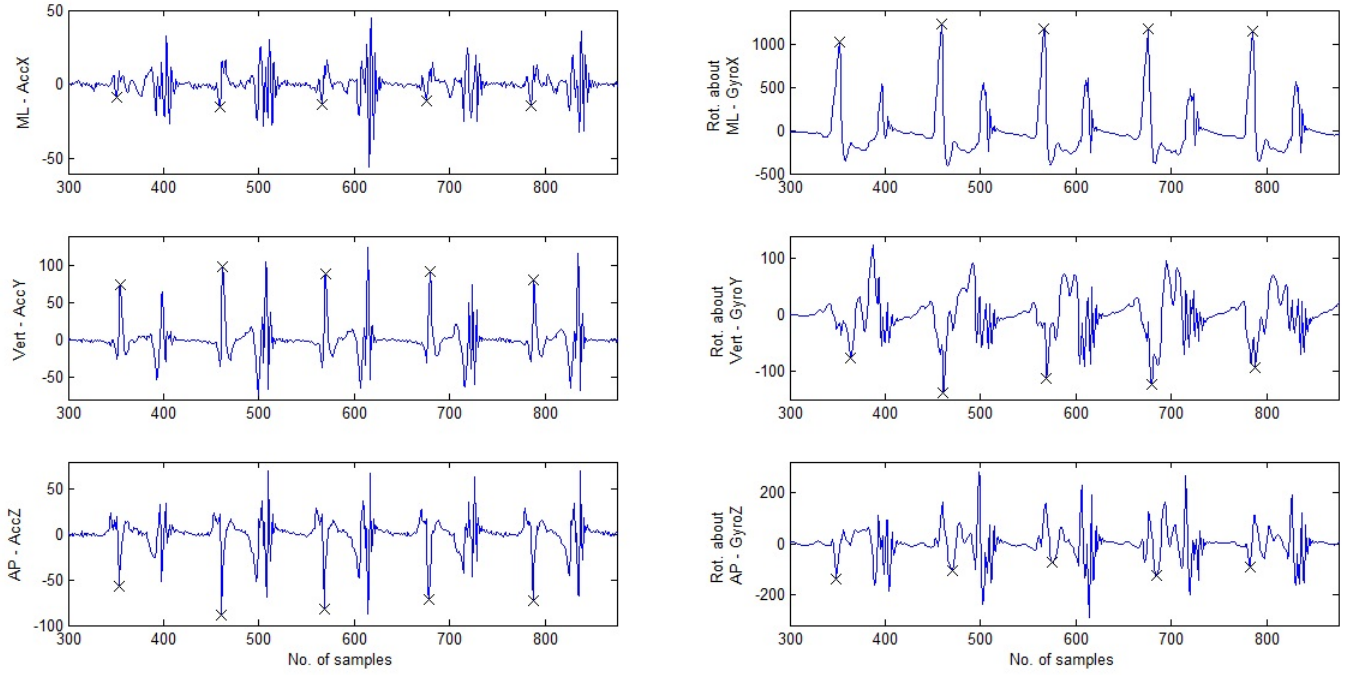 50
0
-50
ML - AccX
300 400 500 600 700 800
1000
500
0
-500
Rot. about
ML - GyroX
300 400 500 600 700 800
100
50
0
-50
Vert - AccY
300 400 500 600 700 800
100
0
-100
Rot. about
Vert - GyroY
300 400 500 600 700 800
50
0
-50
-100
AP - AccZ
300 400 500 600 700 800
No. of samples
200
0
-200
Rot. about
AP - GyroZ
300 400 500 600 700 800
No. of samples